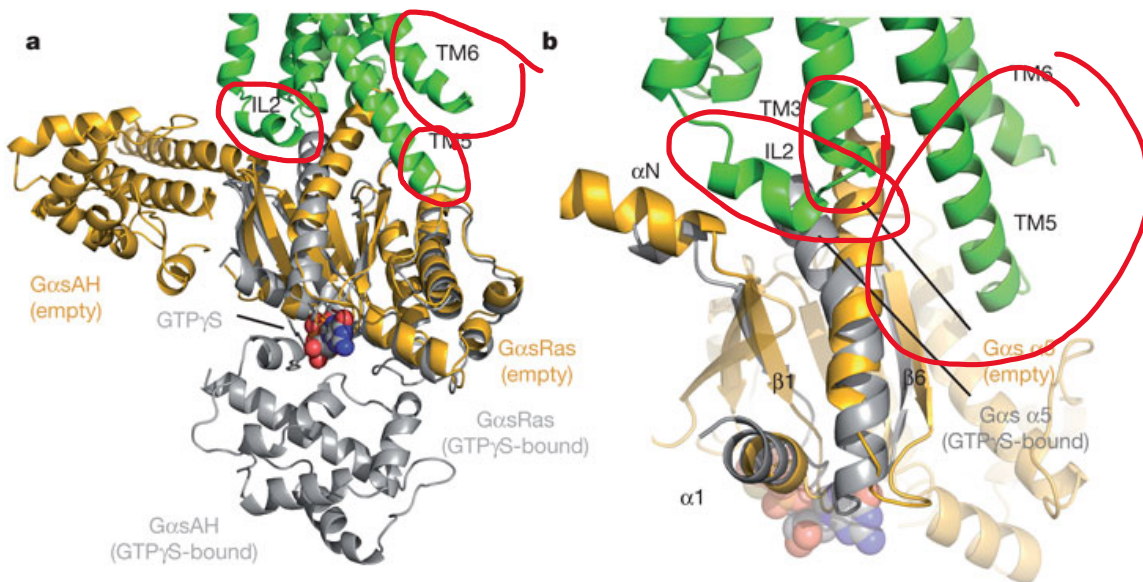 a
TM6
IL2
TM5
GαsAH
(empty)
GTPγS
GαsRas
(empty)
GαsRas
(GTPγS-bound)
GαsAH
(GTPγS-bound)
b
TM6
TM3
IL2
αN
TM5
β1
β6
Gαs α5
(empty)
Gαs α5
(GTPγS-bound)
α1